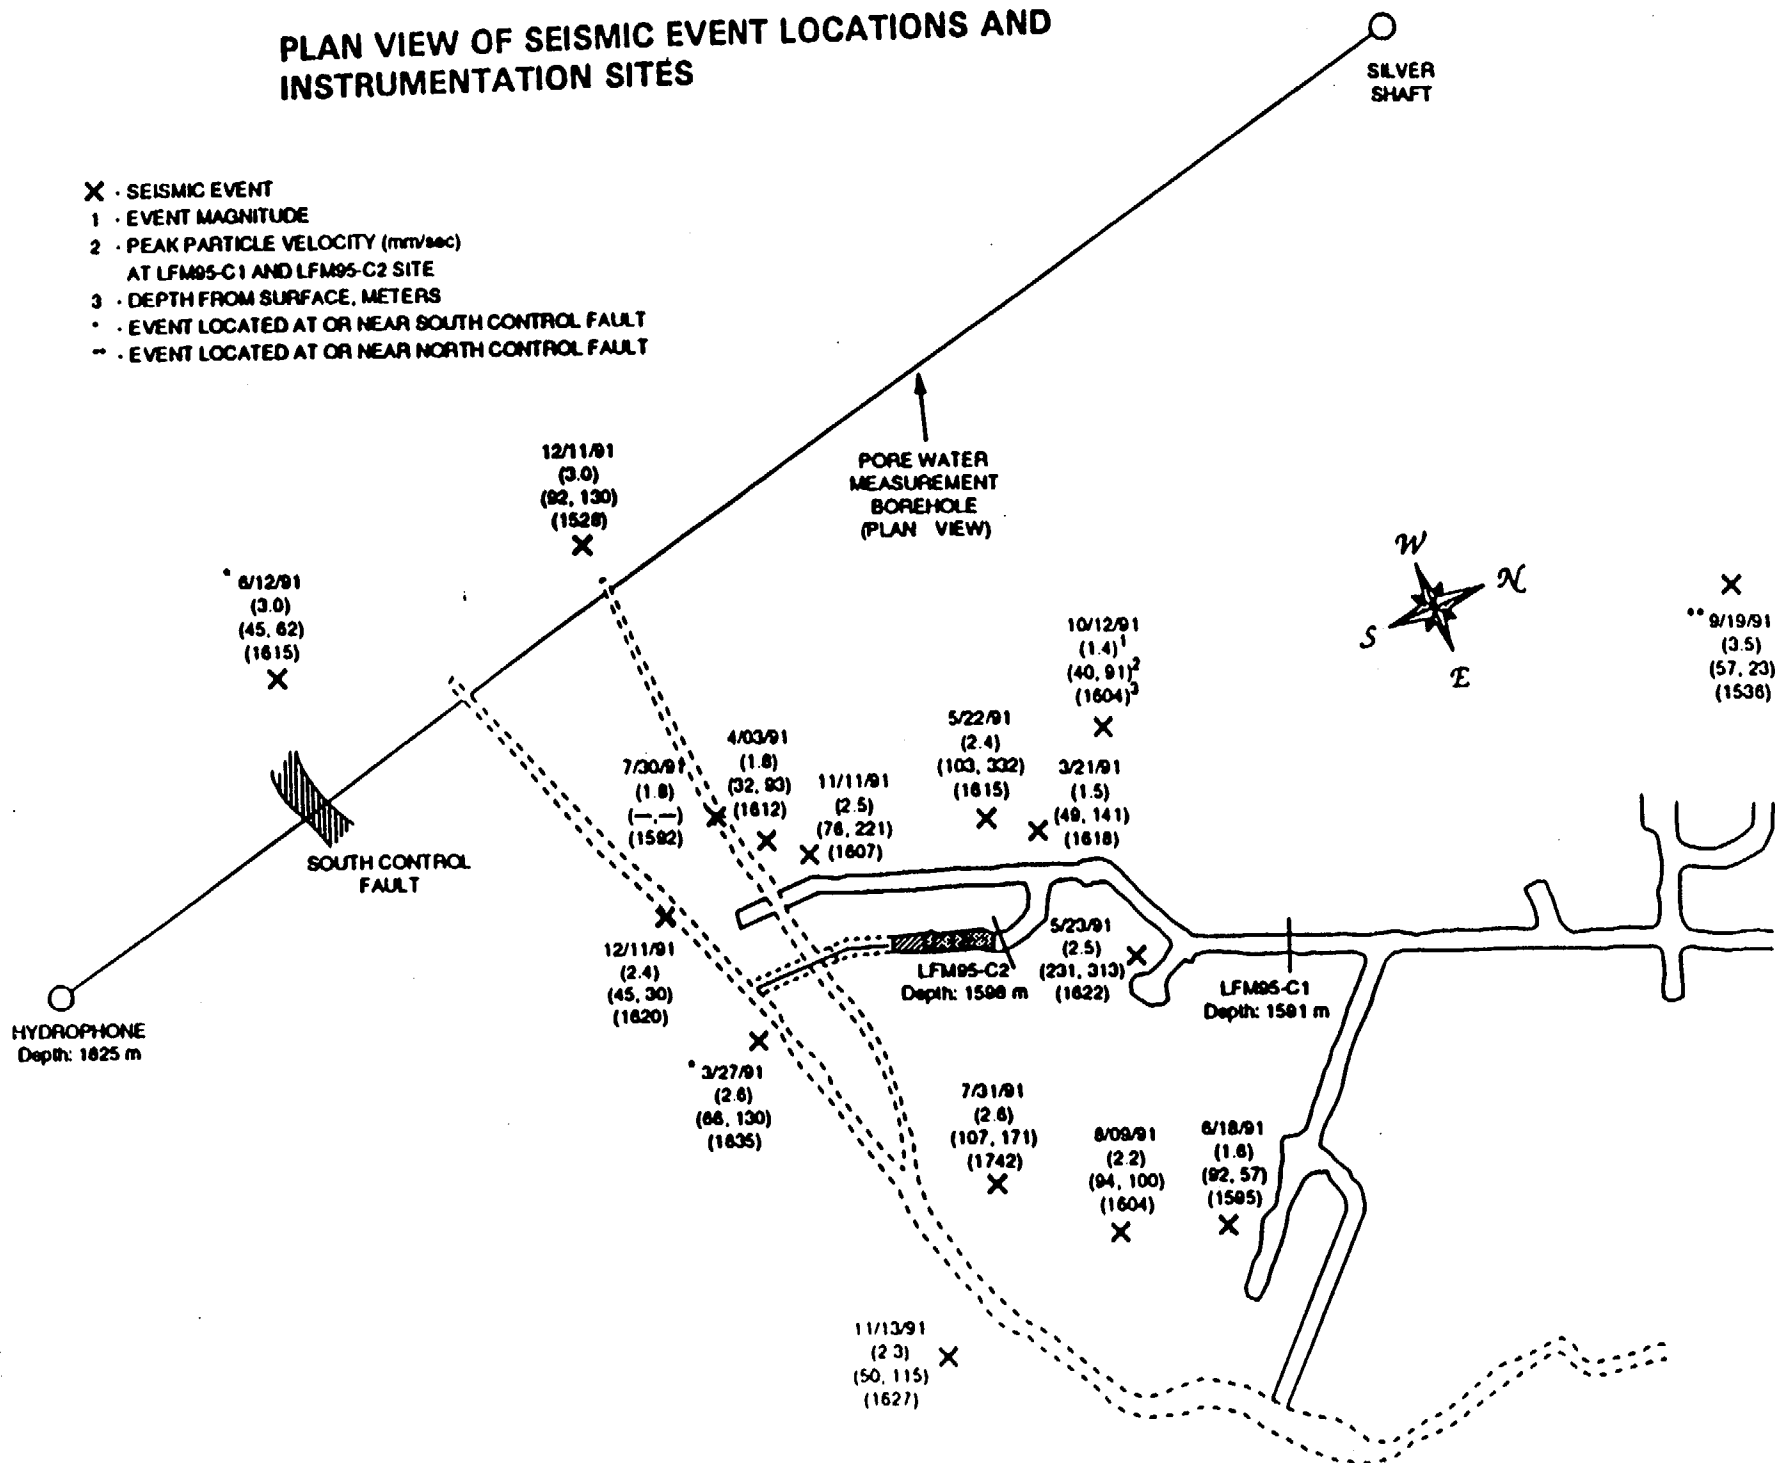 PLAN VIEW OF SEISMIC EVENT LOCATIONS AND
INSTRUMENTATION SITES
SILVER
SHAFT
X · SEISMIC EVENT
1 · EVENT MAGNITUDE
2 · PEAK PARTICLE VELOCITY (mm/sec)
AT LFM95-C1 AND LFM95-C2 SITE
3 · DEPTH FROM SURFACE, METERS
* · EVENT LOCATED AT OR NEAR SOUTH CONTROL FAULT
** · EVENT LOCATED AT OR NEAR NORTH CONTROL FAULT
12/11/91
(3.0)
(92, 130)
(1528)
PORE WATER
MEASUREMENT
BOREHOLE
(PLAN VIEW)
* 6/12/91
(3.0)
(45, 62)
(1615)
W
N
S
E
** 9/19/91
(3.5)
(57, 23)
(1536)
10/12/91
(1.4)1
(40, 91)2
(1604)3
5/22/91
(2.4)
(103, 332)
(1615)
3/21/91
(1.5)
(49, 141)
(1618)
4/03/91
(1.8)
(32, 93)
(1612)
7/30/91
(1.8)
(—, —)
(1592)
11/11/91
(2.5)
(76, 221)
(1607)
SOUTH CONTROL
FAULT
12/11/91
(2.4)
(45, 30)
(1620)
LFM95-C2
Depth: 1598 m
5/23/91
(2.5)
(231, 313)
(1622)
LFM95-C1
Depth: 1591 m
HYDROPHONE
Depth: 1625 m
* 3/27/91
(2.6)
(66, 130)
(1635)
7/31/91
(2.6)
(107, 171)
(1742)
8/09/91
(2.2)
(94, 100)
(1604)
6/18/91
(1.6)
(92, 57)
(1595)
11/13/91
(2.3)
(50, 115)
(1627)